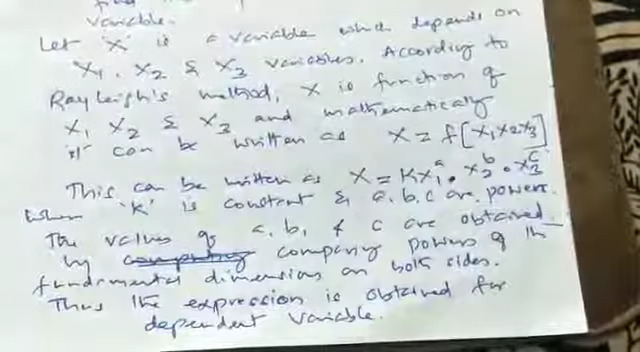 variable.
Let 'X' is a variable which depends on
X1, X2 & X3 variables. According to
Rayleigh's method, X is function of
X1 X2 & X3 and mathematically
it can be written as X = f[X1X2X3]
This can be written as X = KX1^a . X2^b . X3^c
When 'K' is constant & a.b.c are powers.
The values of a, b, & c are obtained
by comparing powers of the
fundmental dimensions on both sides.
Thus the expression is obtained for
dependent variable.